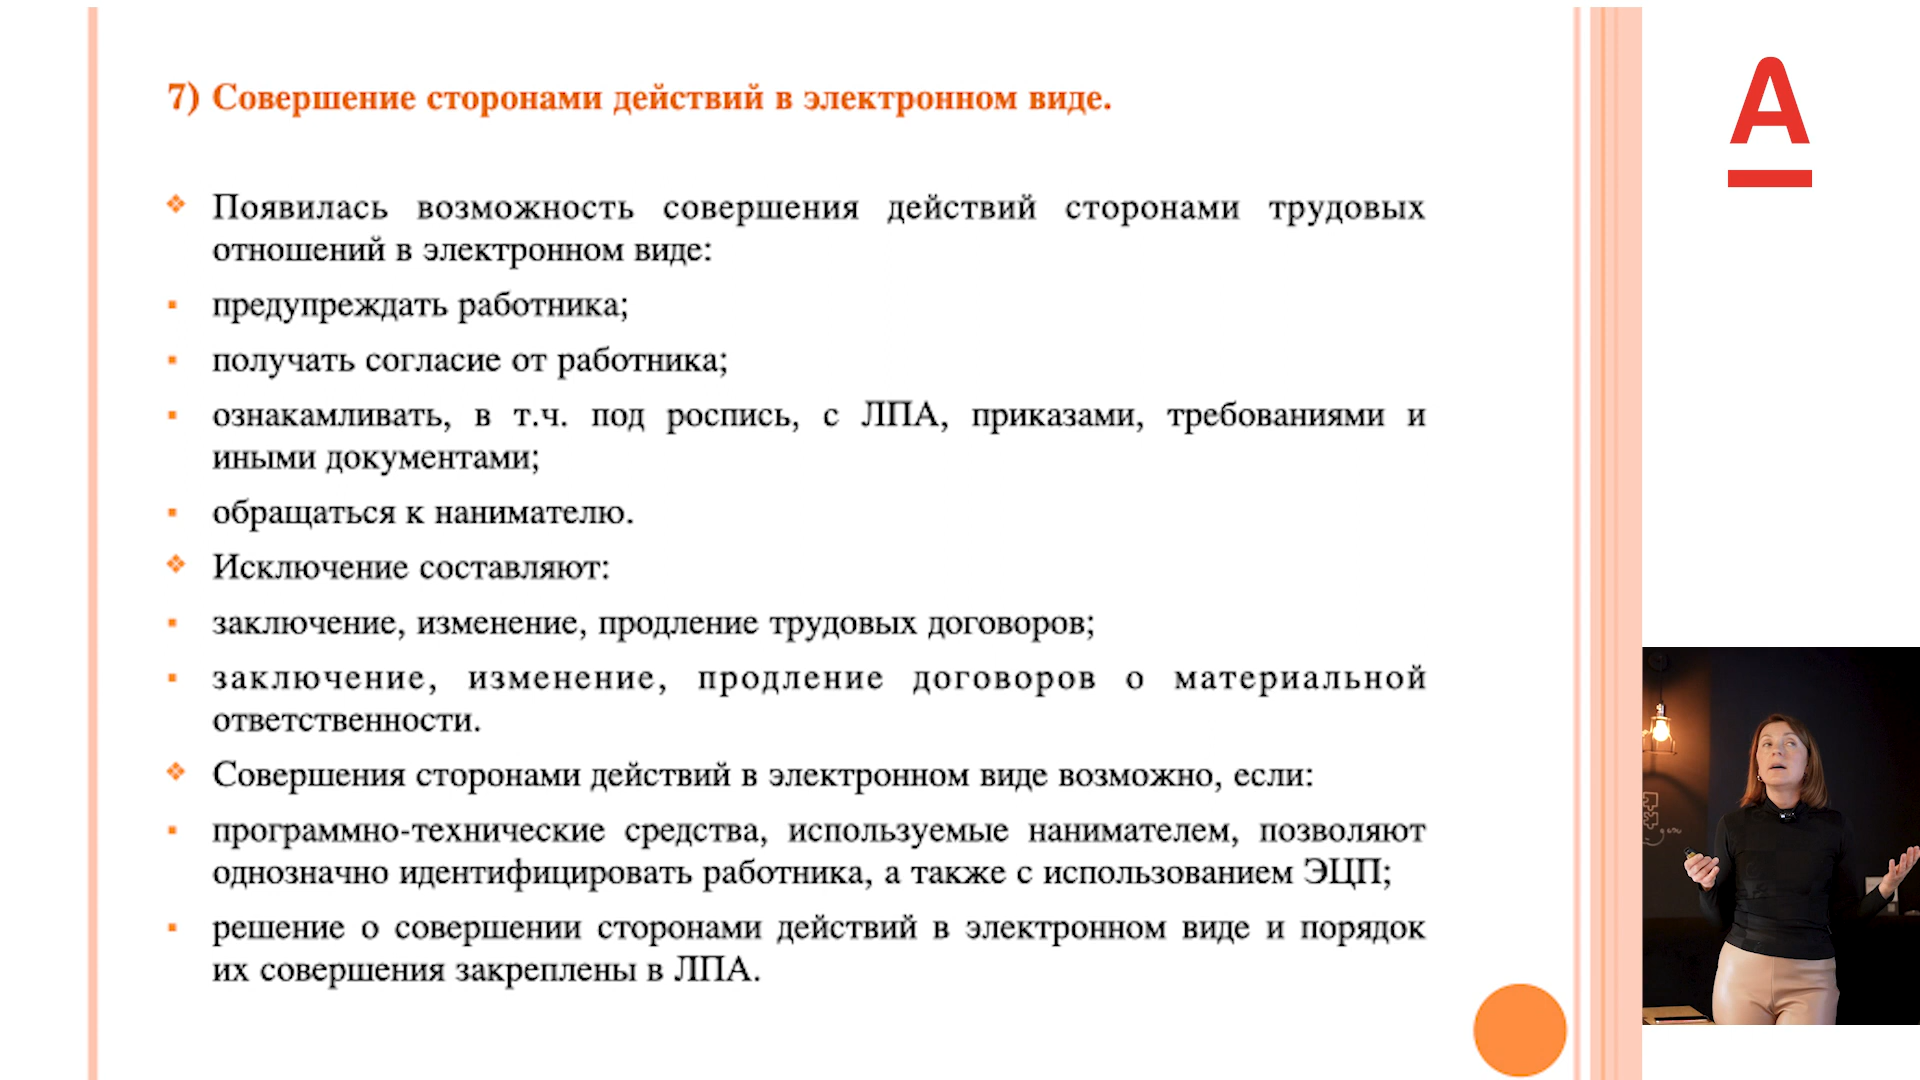 7) Совершение сторонами действий в электронном виде.
Появилась возможность совершения действий сторонами трудовых
отношений в электронном виде:
предупреждать работника;
получать согласие от работника;
ознакамливать, в т.ч. под роспись, с ЛПА, приказами, требованиями и
иными документами;
обращаться к нанимателю.
Исключение составляют:
заключение, изменение, продление трудовых договоров;
заключение, изменение, продление договоров о материальной
ответственности.
Совершения сторонами действий в электронном виде возможно, если:
программно-технические средства, используемые нанимателем, позволяют
однозначно идентифицировать работника, а также с использованием ЭЦП;
решение о совершении сторонами действий в электронном виде и порядок
их совершения закреплены в ЛПА.
А